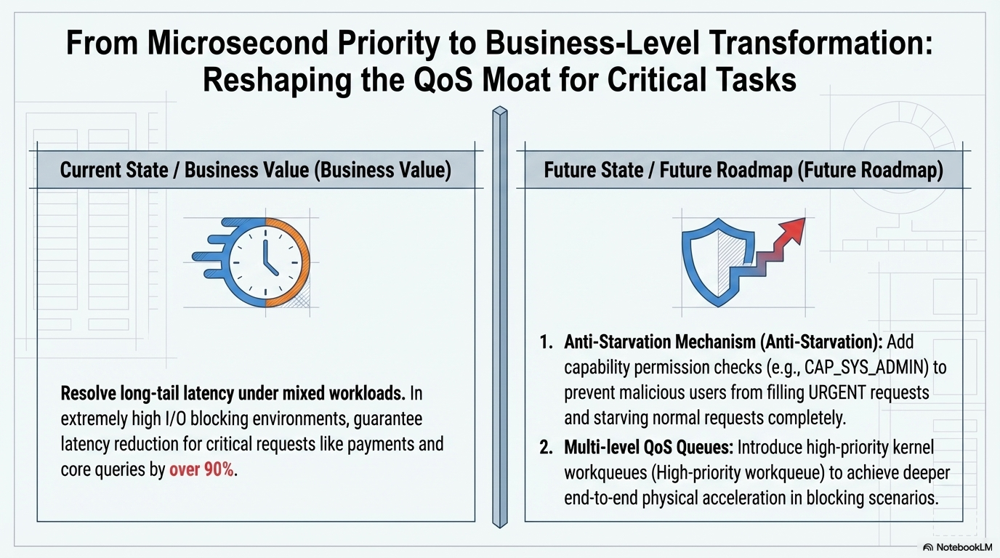 From Microsecond Priority to Business-Level Transformation:
Reshaping the QoS Moat for Critical Tasks
Current State / Business Value (Business Value)
Resolve long-tail latency under mixed workloads. In
extremely high I/O blocking environments, guarantee
latency reduction for critical requests like payments and
core queries by over 90%.
Future State / Future Roadmap (Future Roadmap)
1. Anti-Starvation Mechanism (Anti-Starvation): Add
capability permission checks (e.g., CAP_SYS_ADMIN) to
prevent malicious users from filling URGENT requests
and starving normal requests completely.
2. Multi-level QoS Queues: Introduce high-priority kernel
workqueues (High-priority workqueue) to achieve deeper
end-to-end physical acceleration in blocking scenarios.
NotebookLM